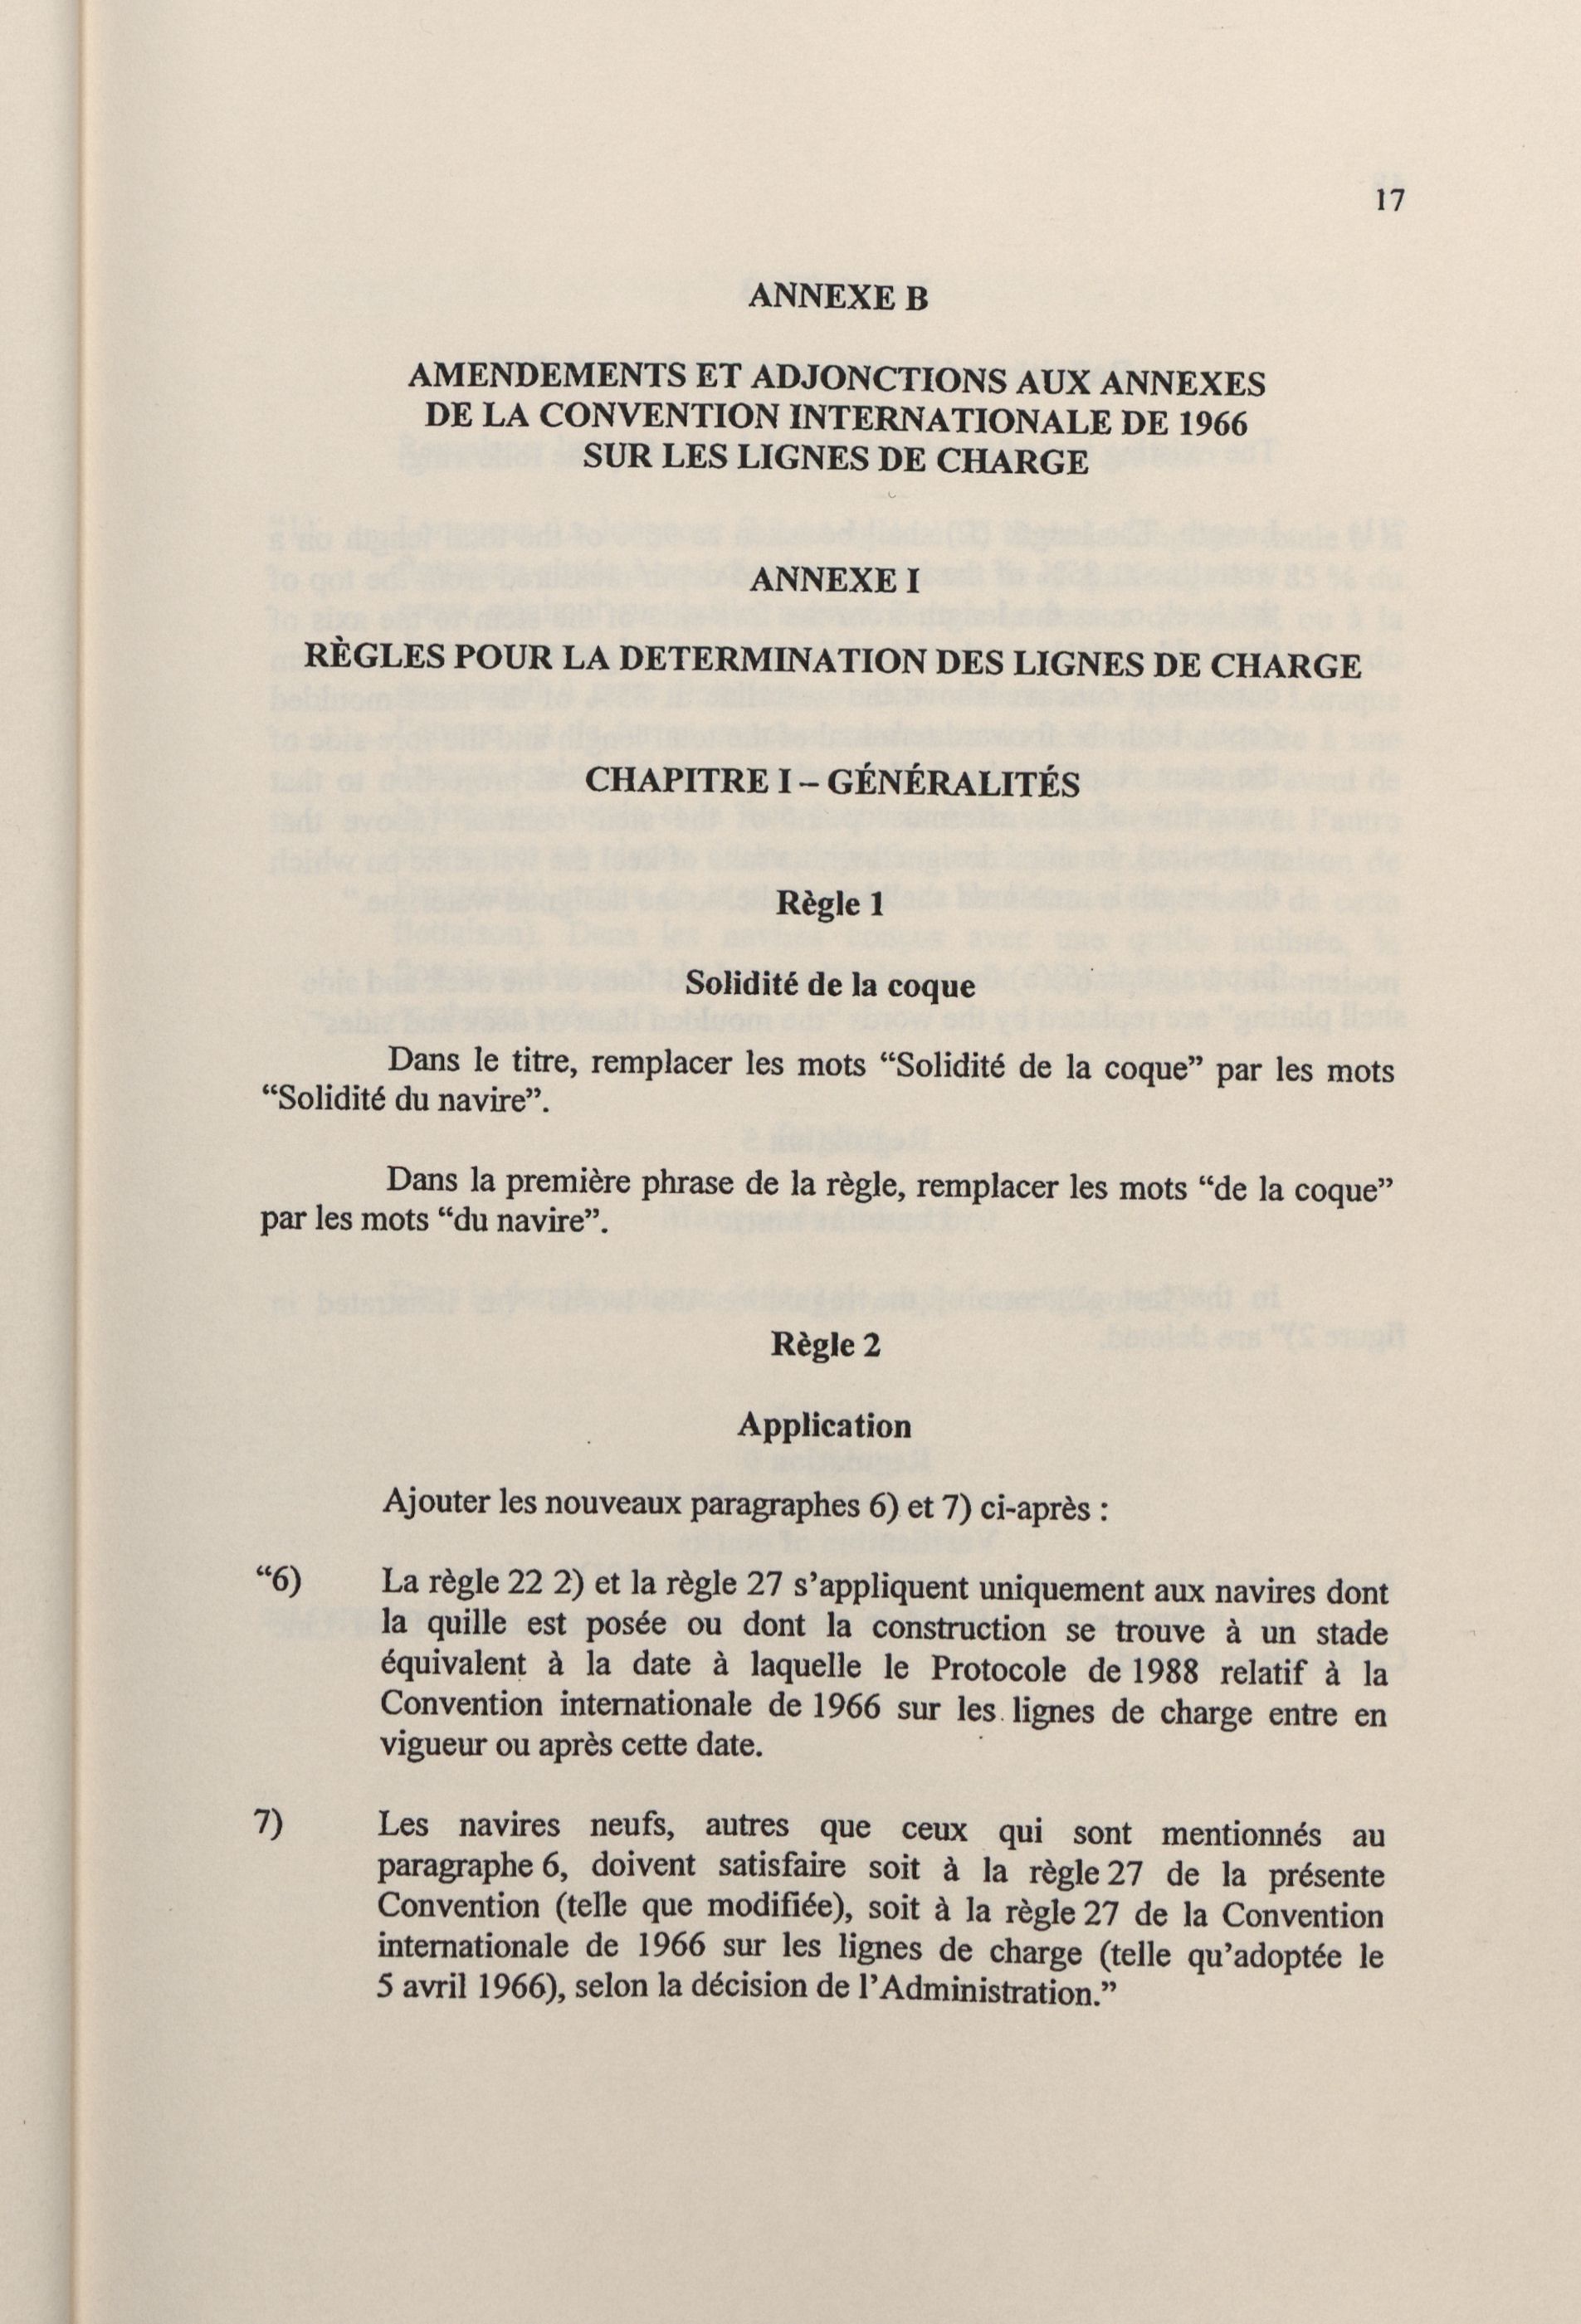 17
ANNEXE B
AMENDEMENTS ET ADJONCTIONS AUX ANNEXES
DE LA CONVENTION INTERNATIONALE DE 1966
SUR LES LIGNES DE CHARGE
ANNEXE I
RÈGLES POUR LA DETERMINATION DES LIGNES DE CHARGE
CHAPITRE I – GÉNÉRALITÉS
Règle 1
Solidité de la coque
Dans le titre, remplacer les mots “Solidité de la coque” par les mots
“Solidité du navire”.
Dans la première phrase de la règle, remplacer les mots “de la coque”
par les mots “du navire”.
Règle 2
Application
Ajouter les nouveaux paragraphes 6) et 7) ci-après :
“6) La règle 22 2) et la règle 27 s’appliquent uniquement aux navires dont
la quille est posée ou dont la construction se trouve à un stade
équivalent à la date à laquelle le Protocole de 1988 relatif à la
Convention internationale de 1966 sur les lignes de charge entre en
vigueur ou après cette date.
7) Les navires neufs, autres que ceux qui sont mentionnés au
paragraphe 6, doivent satisfaire soit à la règle 27 de la présente
Convention (telle que modifiée), soit à la règle 27 de la Convention
internationale de 1966 sur les lignes de charge (telle qu’adoptée le
5 avril 1966), selon la décision de l’Administration.”